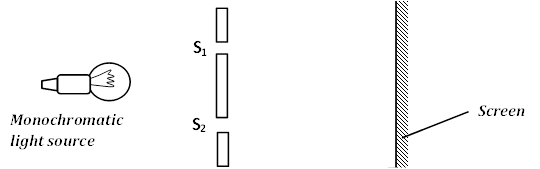 S₁
S₂
Monochromatic
light source
Screen